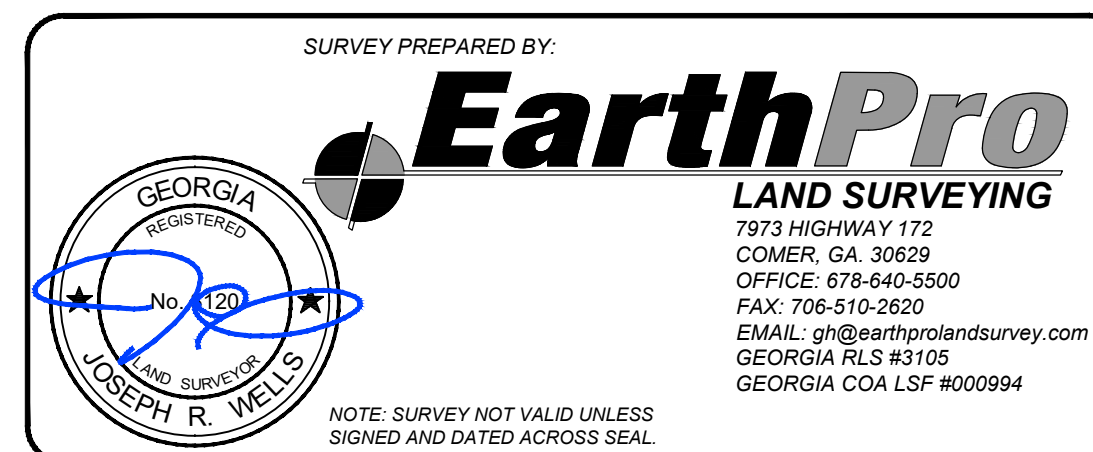 SURVEY PREPARED BY:
EarthPro
LAND SURVEYING
7973 HIGHWAY 172
COMER, GA. 30629
OFFICE: 678-640-5500
FAX: 706-510-2620
EMAIL: gh@earthprolandsurvey.com
GEORGIA RLS #3105
GEORGIA COA LSF #000994
GEORGIA
REGISTERED
No. 120
LAND SURVEYOR
JOSEPH R. WELLS
NOTE: SURVEY NOT VALID UNLESS
SIGNED AND DATED ACROSS SEAL.